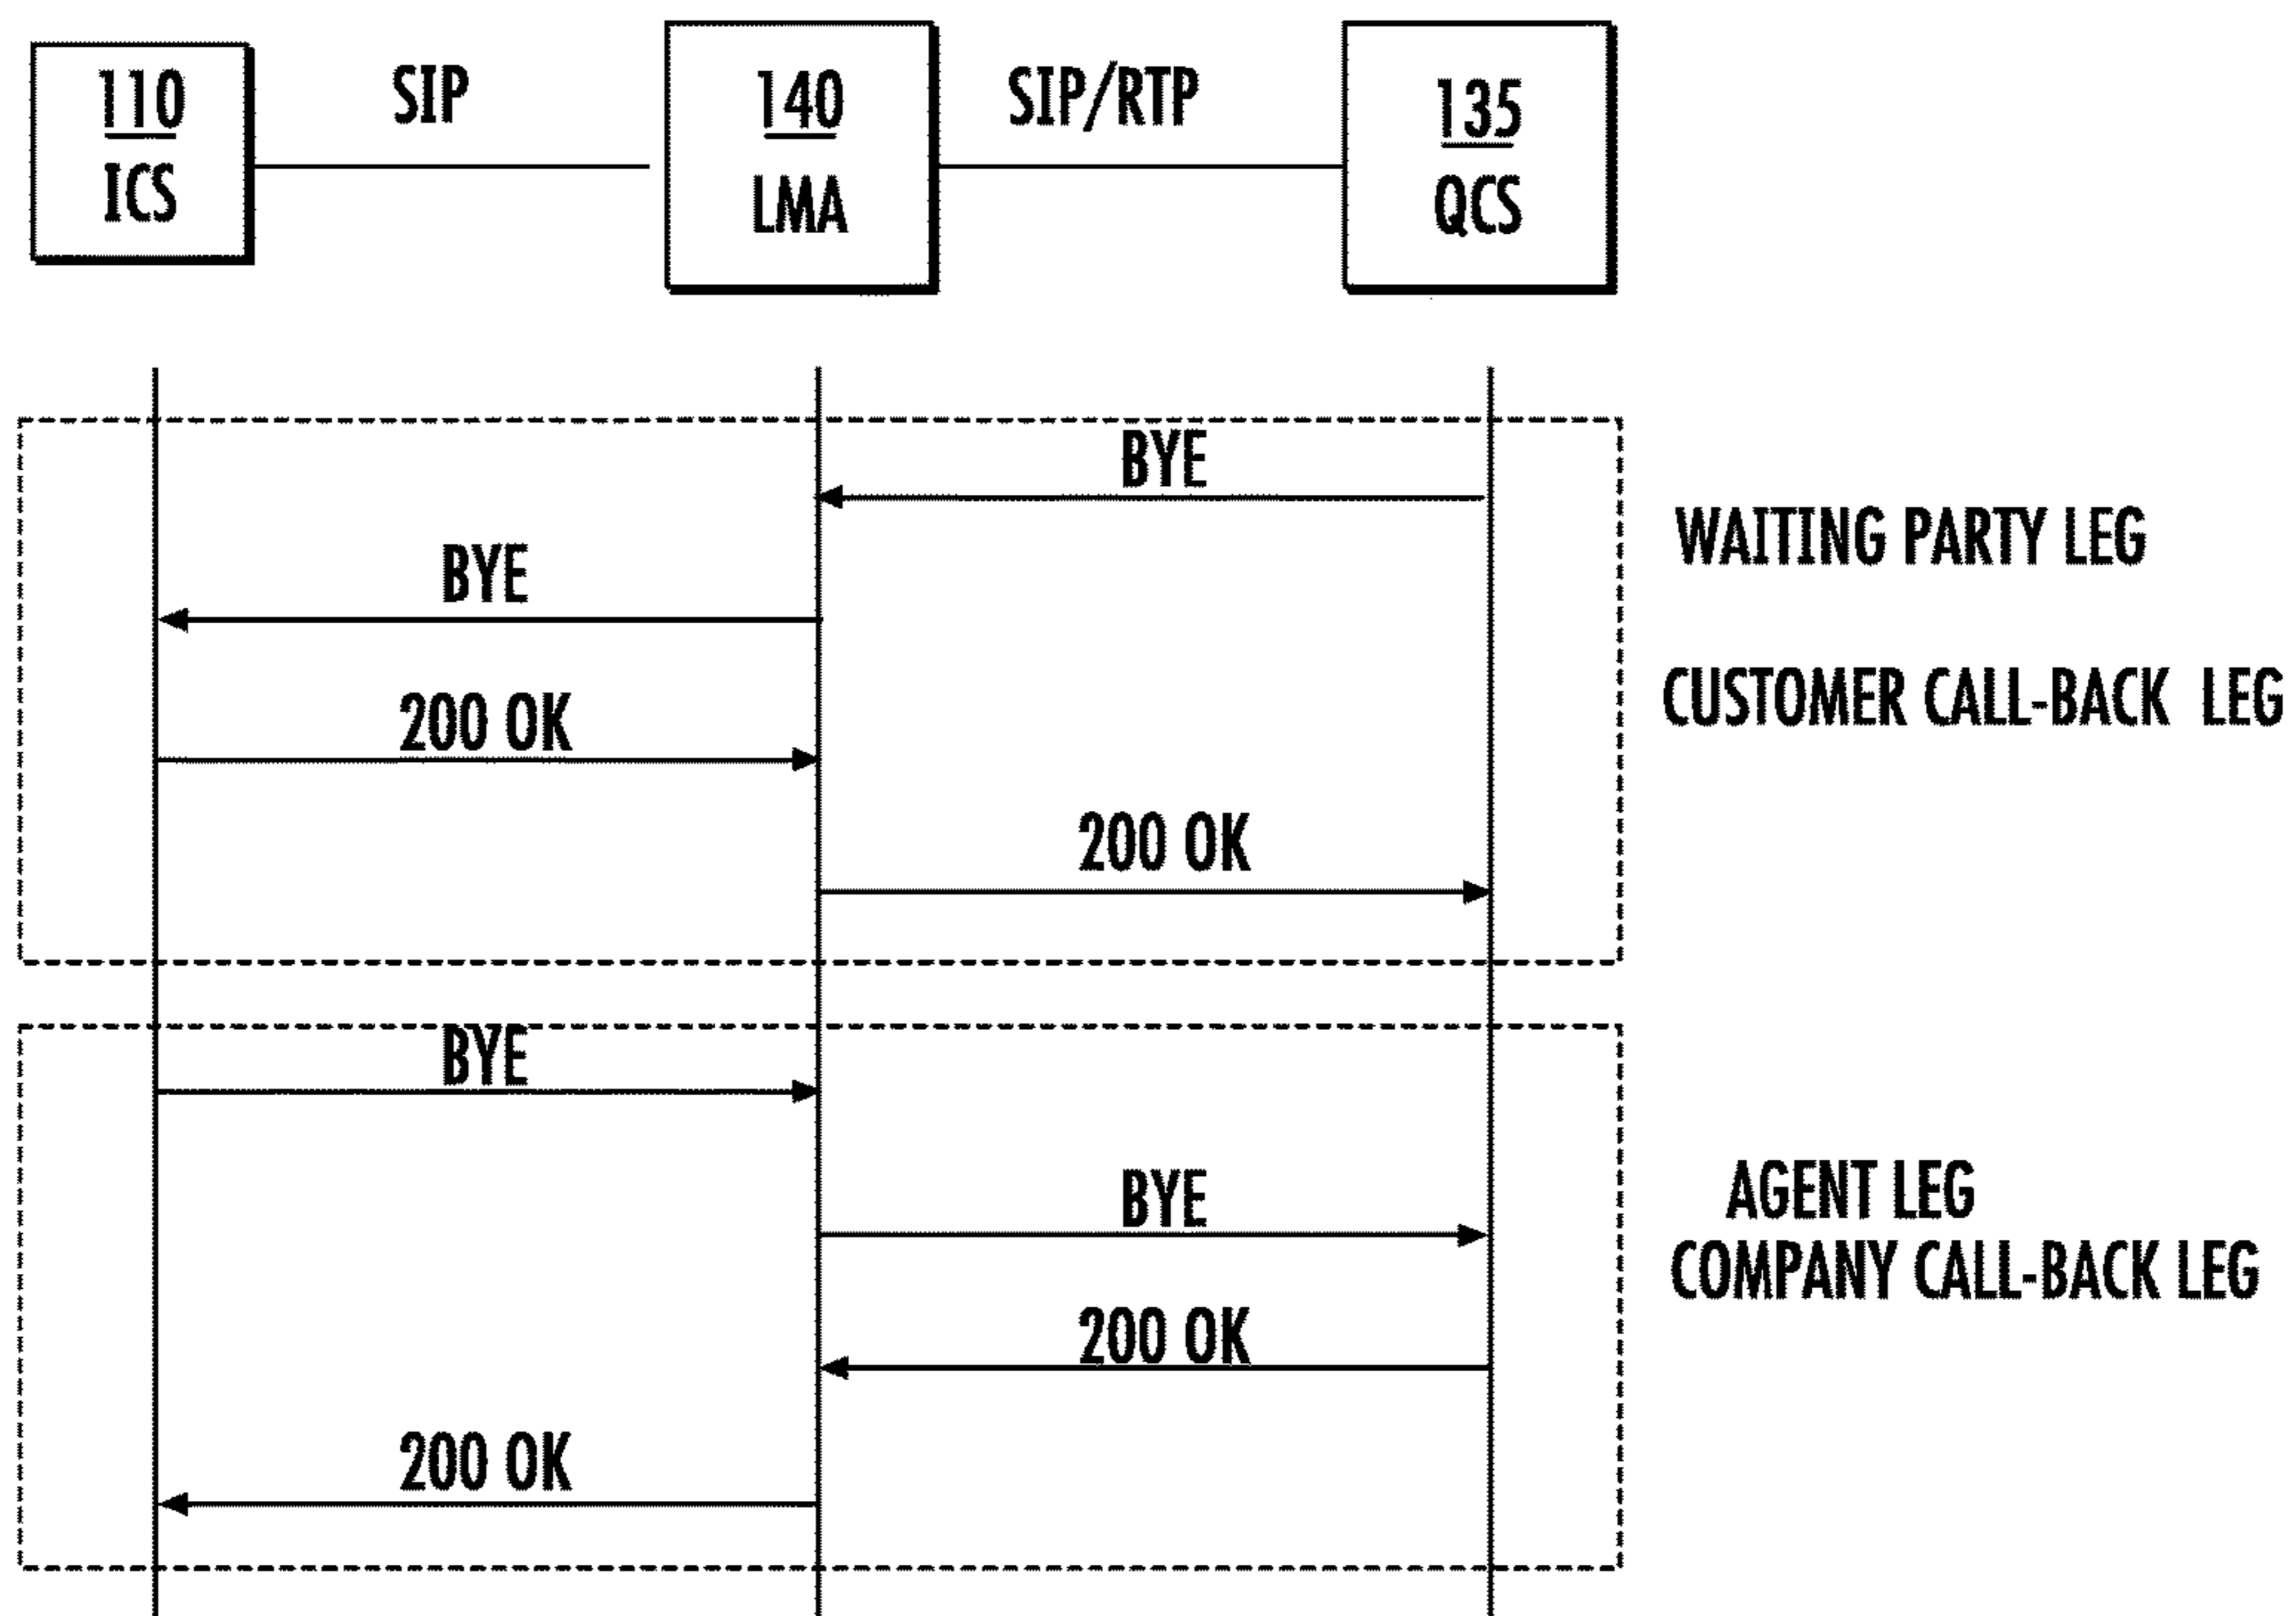 110
ICS
SIP
140
LMA
SIP/RTP
135
QCS
BYE
WAITING PARTY LEG
BYE
CUSTOMER CALL-BACK LEG
200 OK
200 OK
BYE
BYE
AGENT LEG
COMPANY CALL-BACK LEG
200 OK
200 OK